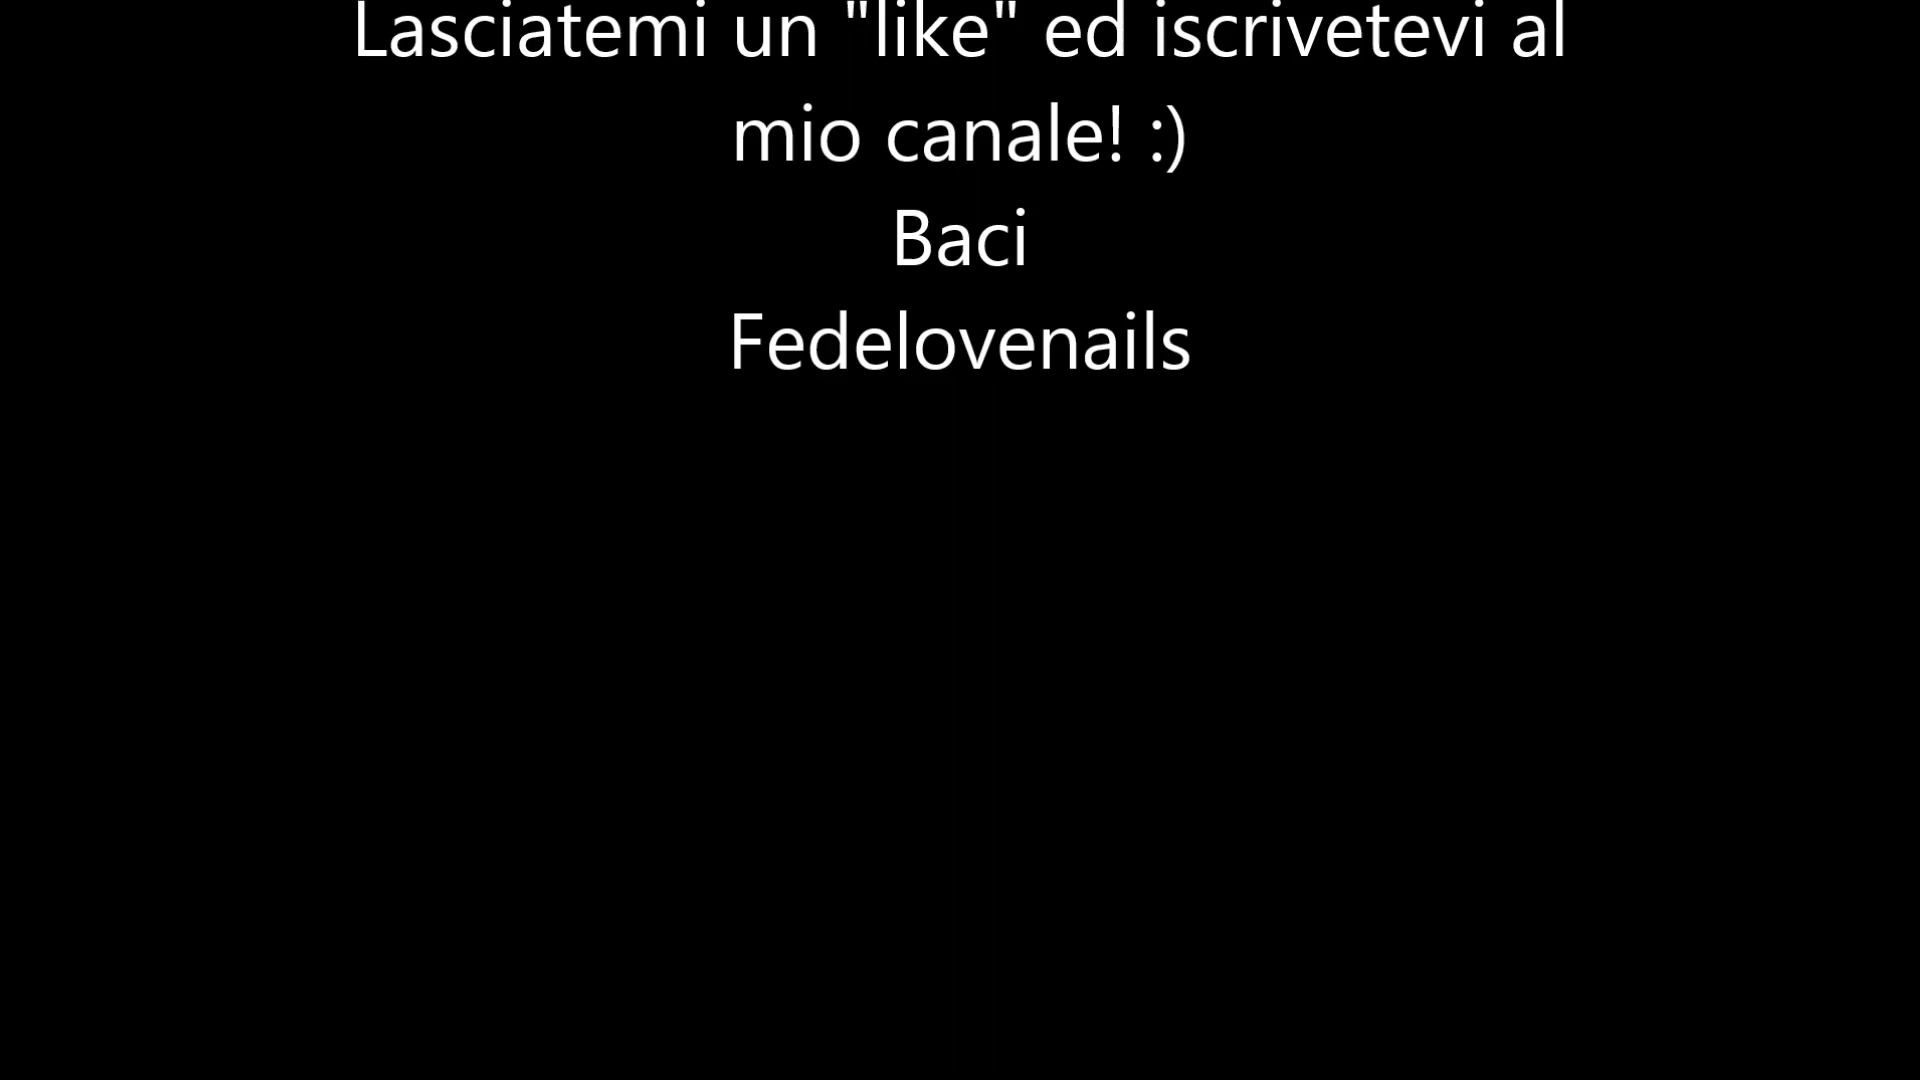 Lasciatemi un "like" ed iscrivetevi al
mio canale! :)
Baci
Fedelovenails